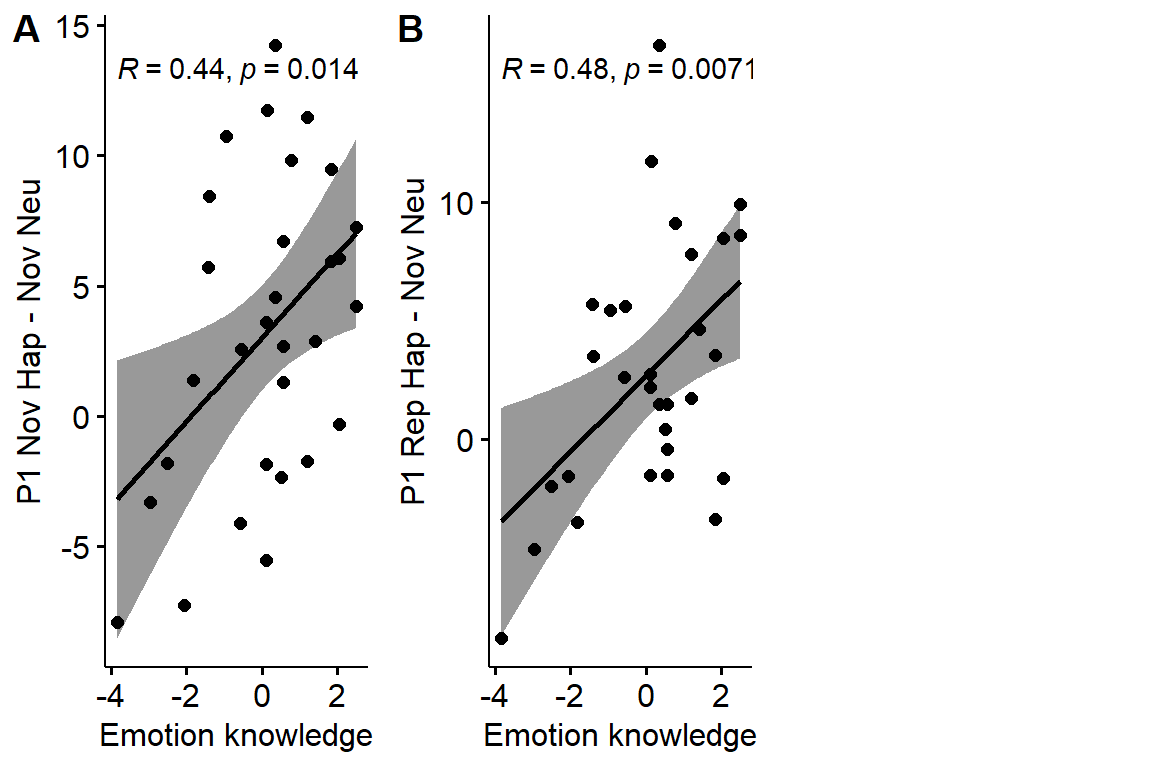 A
P1 Nov Hap - Nov Neu
15
10
5
0
-5
R = 0.44, p = 0.014
-4 -2 0 2
Emotion knowledge
B
P1 Rep Hap - Nov Neu
10
0
R = 0.48, p = 0.0071
-4 -2 0 2
Emotion knowledge